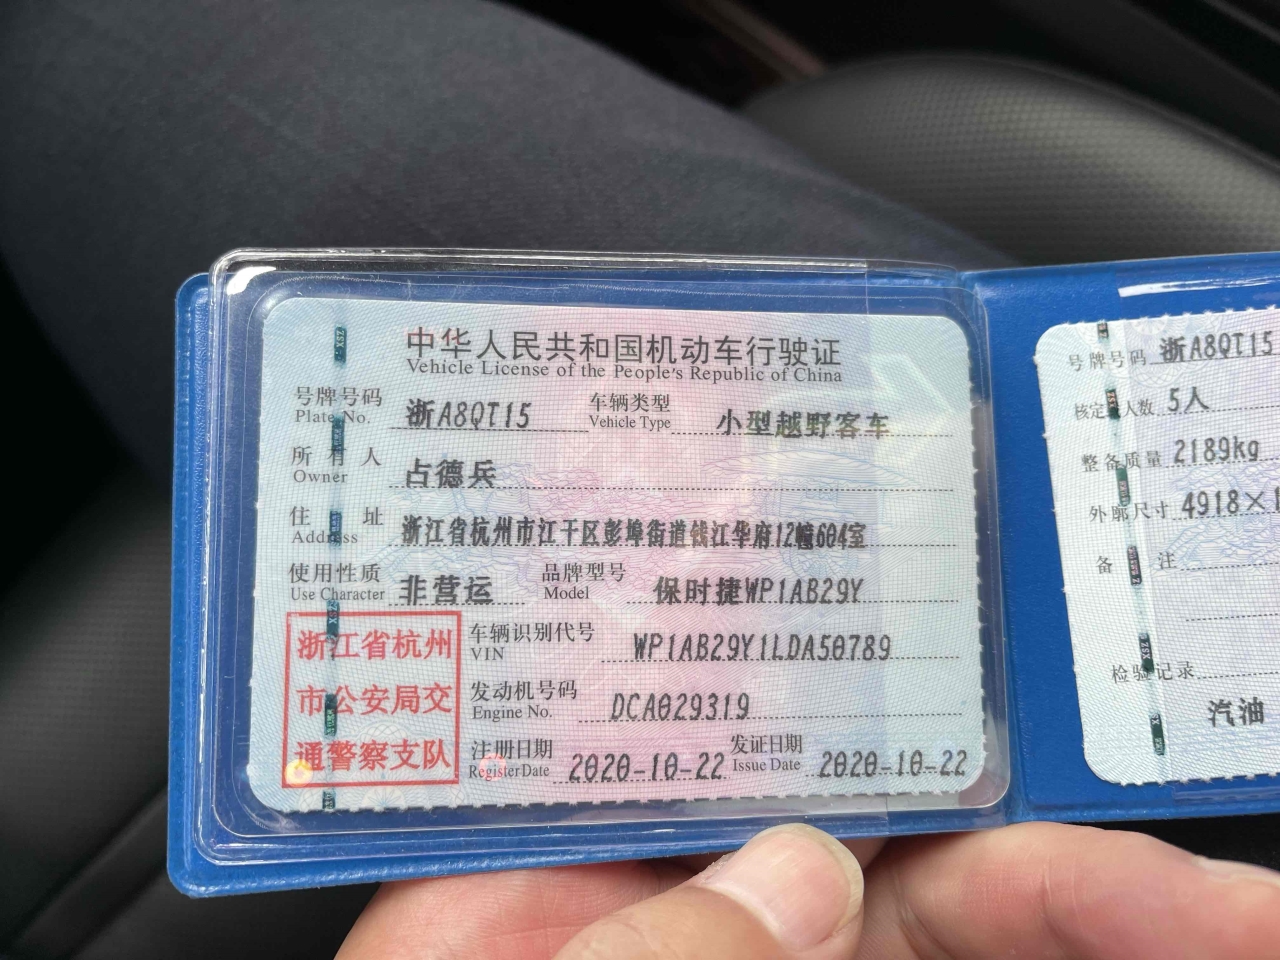 中华人民共和国机动车行驶证
Vehicle License of the People's Republic of China
号牌号码 浙A8QT15 车辆类型 小型越野客车
Plate No. Vehicle Type
所有人 占德兵
Owner
住址 浙江省杭州市江干区彭埠街道钱江华府12幢604室
Address
使用性质 非营运 品牌型号 保时捷WP1AB29Y
Use Character Model
浙江省杭州
市公安局交
通警察支队
车辆识别代号 WP1AB29Y1LDA50789
VIN
发动机号码 DCA029319
Engine No.
注册日期 2020-10-22 发证日期 2020-10-22
Register Date Issue Date
号牌号码 浙A8QT15
核定人数 5人
整备质量 2189kg
外廓尺寸 4918×1
备注
检验记录
汽油